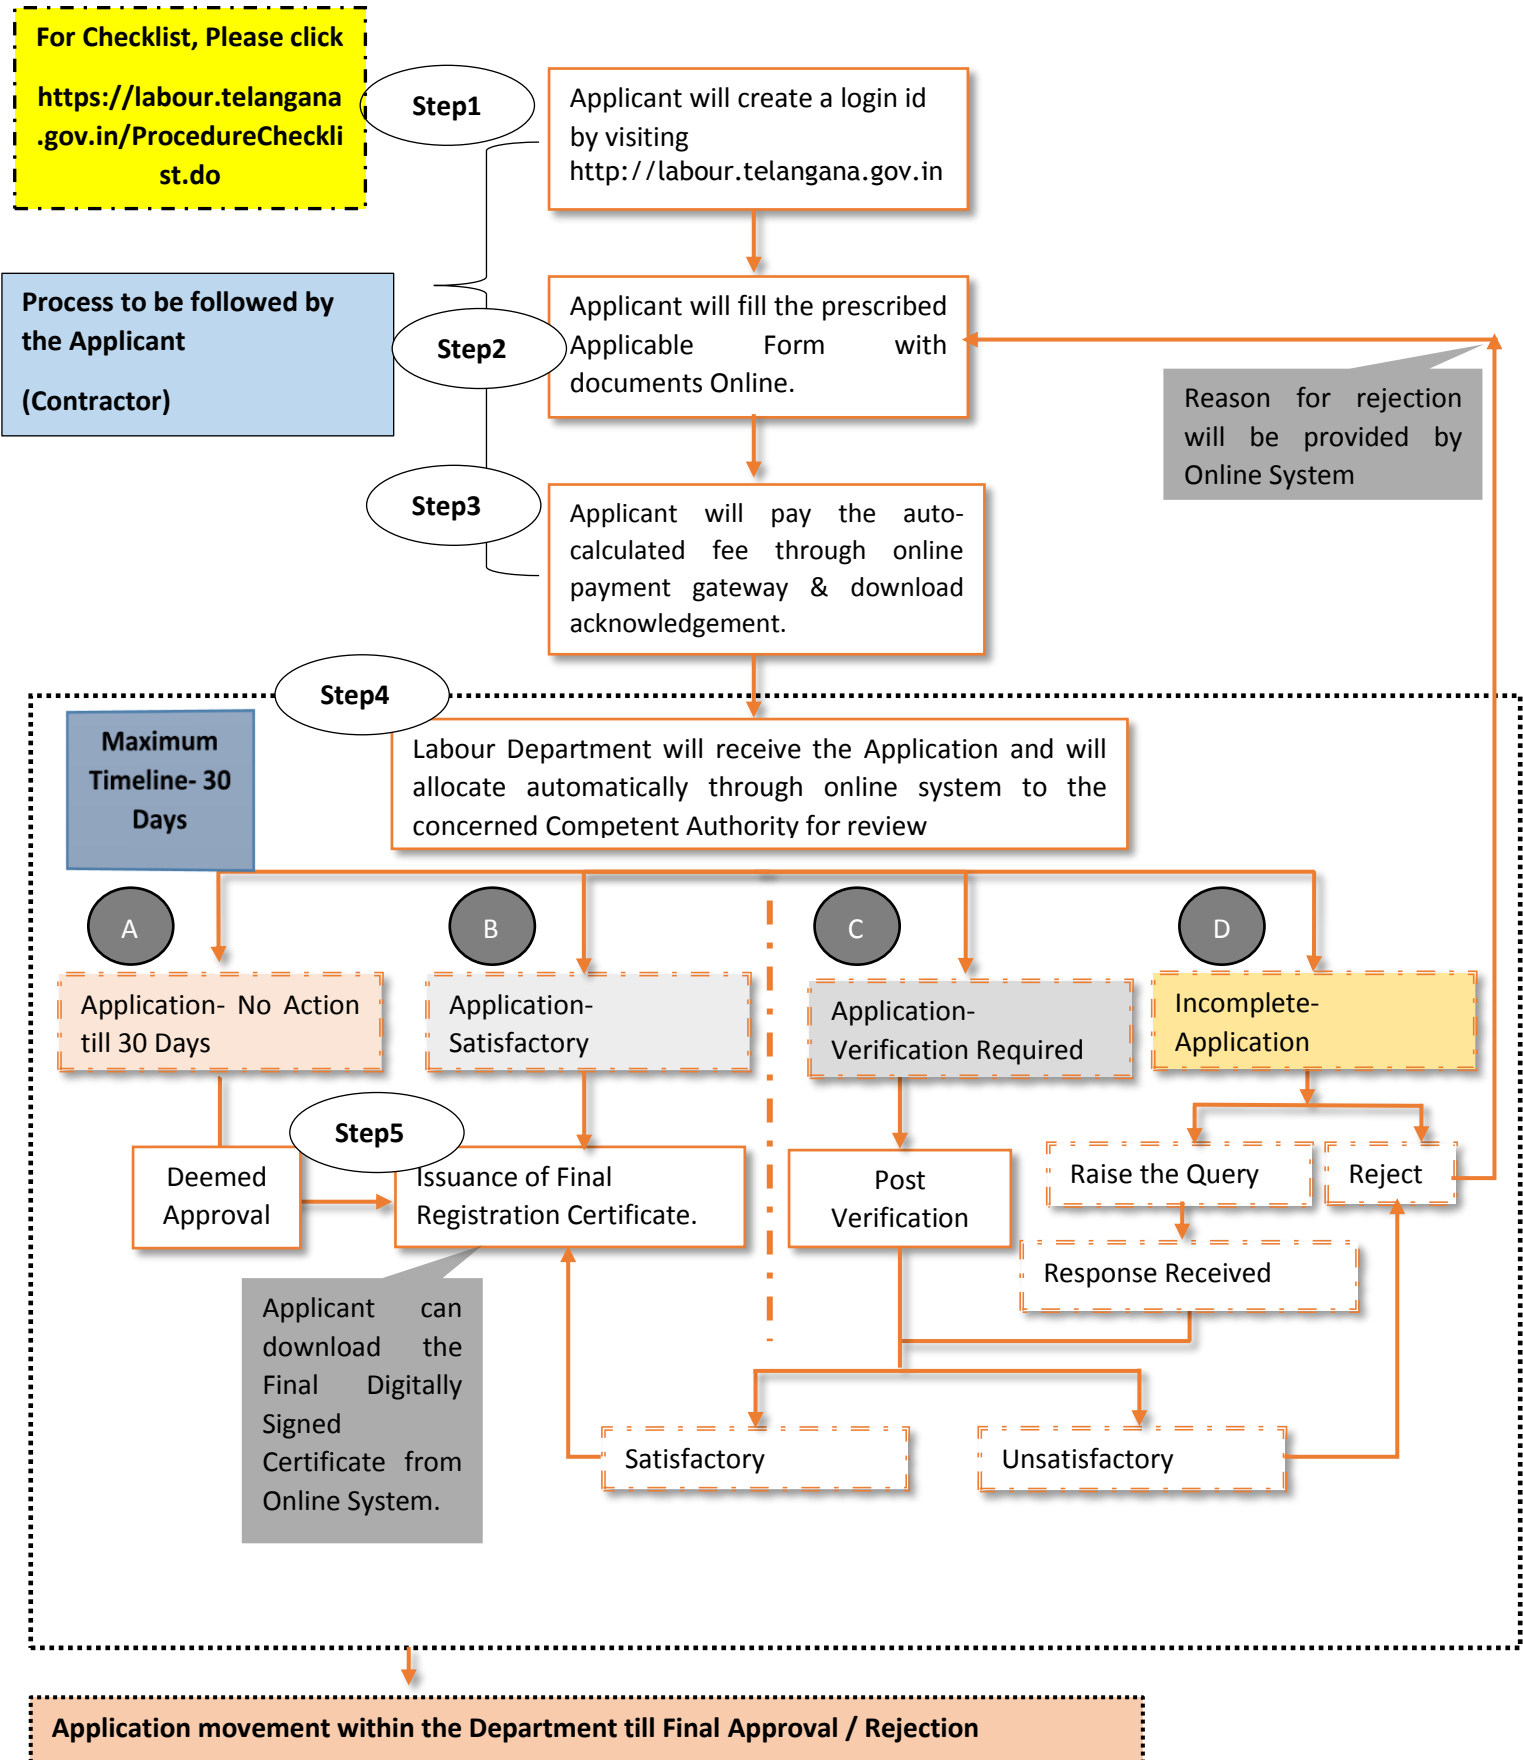 For Checklist, Please click
https://labour.telangana
.gov.in/ProcedureCheckli
st.do
Step1
Applicant will create a login id
by visiting
http://labour.telangana.gov.in
Process to be followed by
the Applicant
(Contractor)
Step2
Applicant will fill the prescribed
Applicable Form with
documents Online.
Reason for rejection
will be provided by
Online System
Step3
Applicant will pay the auto-
calculated fee through online
payment gateway & download
acknowledgement.
Step4
Maximum
Timeline- 30
Days
Labour Department will receive the Application and will
allocate automatically through online system to the
concerned Competent Authority for review
A
B
C
D
Application- No Action
till 30 Days
Application-
Satisfactory
Application-
Verification Required
Incomplete-
Application
Step5
Deemed
Approval
Issuance of Final
Registration Certificate.
Post
Verification
Raise the Query
Reject
Response Received
Applicant can
download the
Final Digitally
Signed
Certificate from
Online System.
Satisfactory
Unsatisfactory
Application movement within the Department till Final Approval / Rejection